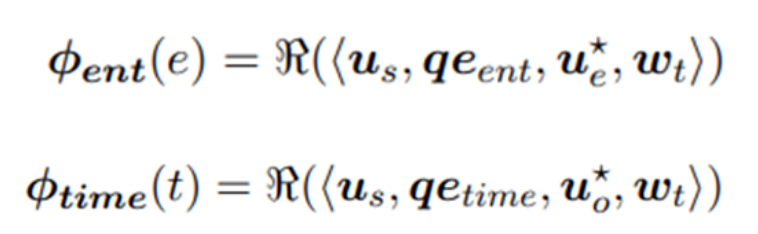 ϕ_ent(e) = ℜ(⟨u_s, qe_ent, u_e^⋆, w_t⟩)
ϕ_time(t) = ℜ(⟨u_s, qe_time, u_o^⋆, w_t⟩)